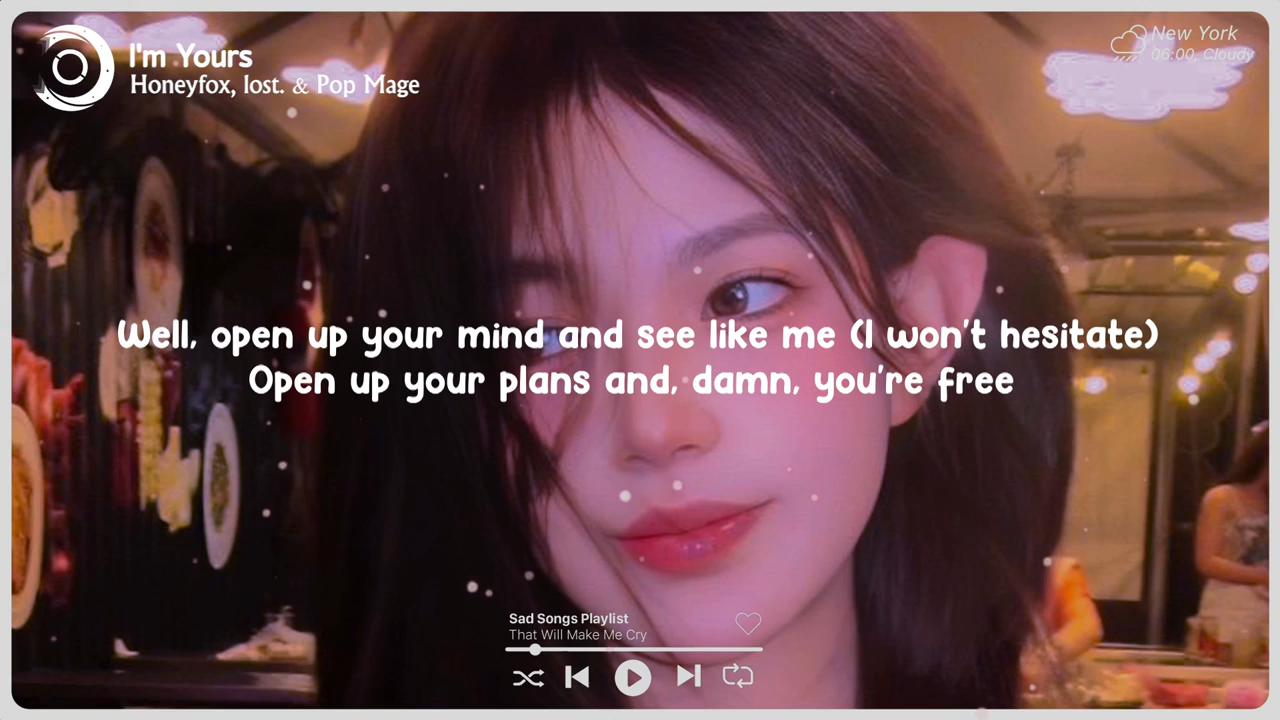 I'm Yours
Honeyfox, lost. & Pop Mage
New York
06:00, Cloudy
Well, open up your mind and see like me (I won't hesitate)
Open up your plans and, damn, you're free
Sad Songs Playlist
That Will Make Me Cry